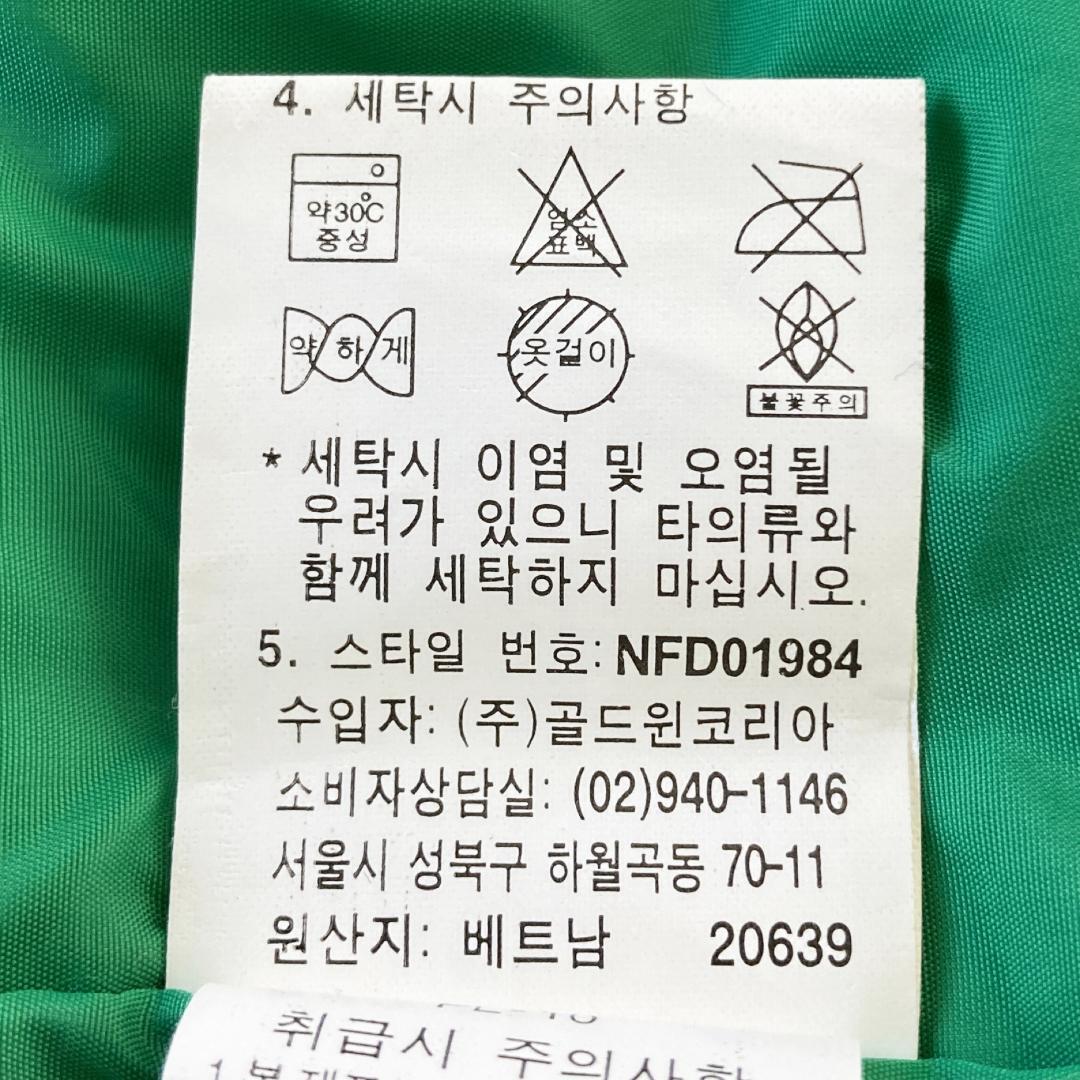 4. 세탁시 주의사항
약30℃
중성
염소
표백
약하게
옷걸이
불꽃주의
* 세탁시 이염 및 오염될
우려가 있으니 타의류와
함께 세탁하지 마십시오.
5. 스타일 번호: NFD01984
수입자: (주)골드윈코리아
소비자상담실: (02)940-1146
서울시 성북구 하월곡동 70-11
원산지: 베트남 20639
취급시 주의사항